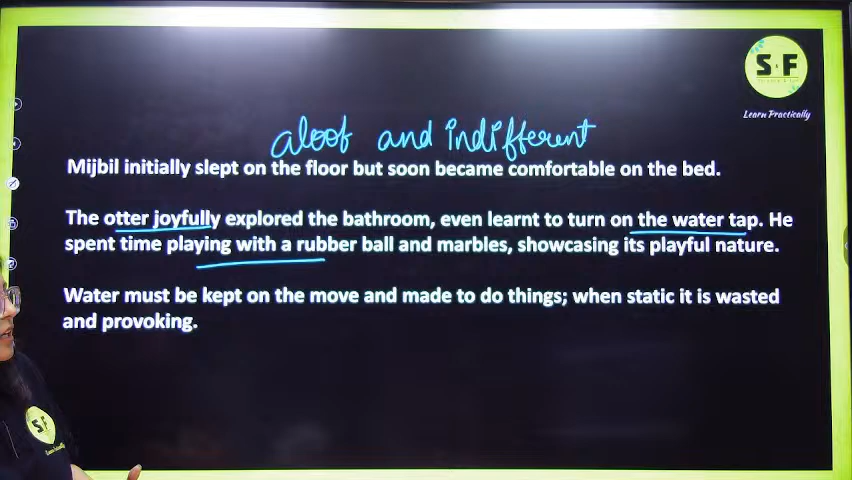 S F
Learn Practically
aloof and indifferent
Mijbil initially slept on the floor but soon became comfortable on the bed.
The otter joyfully explored the bathroom, even learnt to turn on the water tap. He
spent time playing with a rubber ball and marbles, showcasing its playful nature.
Water must be kept on the move and made to do things; when static it is wasted
and provoking.
S F